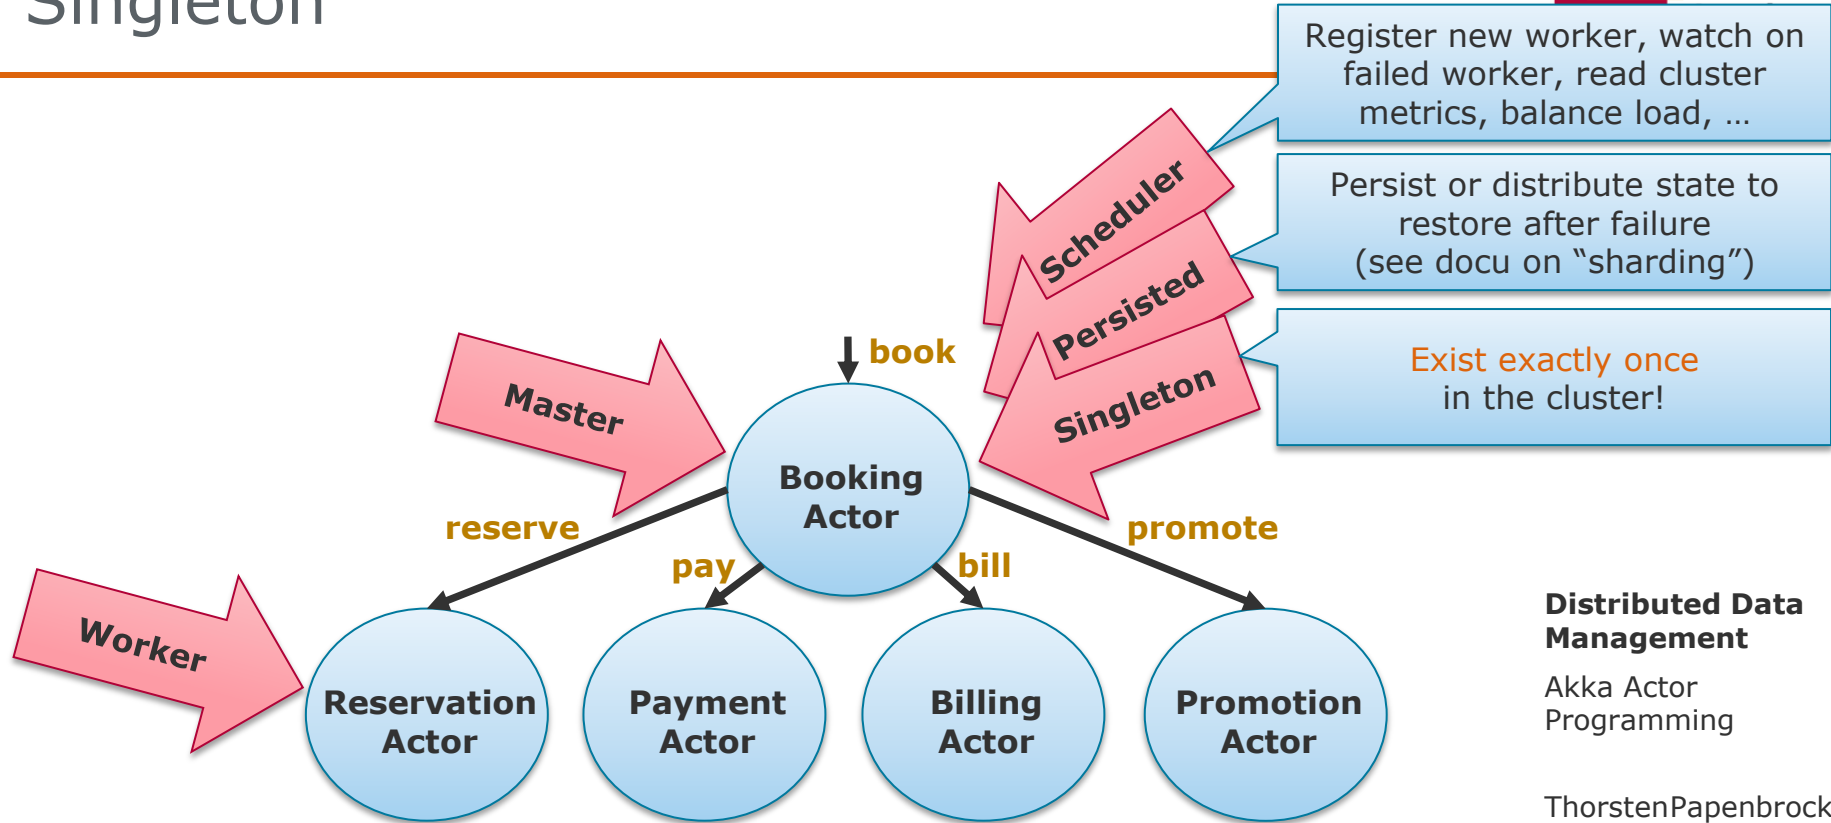 Singleton
Register new worker, watch on
failed worker, read cluster
metrics, balance load, …
Persist or distribute state to
restore after failure
(see docu on “sharding”)
Exist exactly once
in the cluster!
Scheduler
Persisted
Singleton
book
Master
Booking
Actor
reserve
pay
bill
promote
Worker
Reservation
Actor
Payment
Actor
Billing
Actor
Promotion
Actor
Distributed Data
Management
Akka Actor
Programming
ThorstenPapenbrock